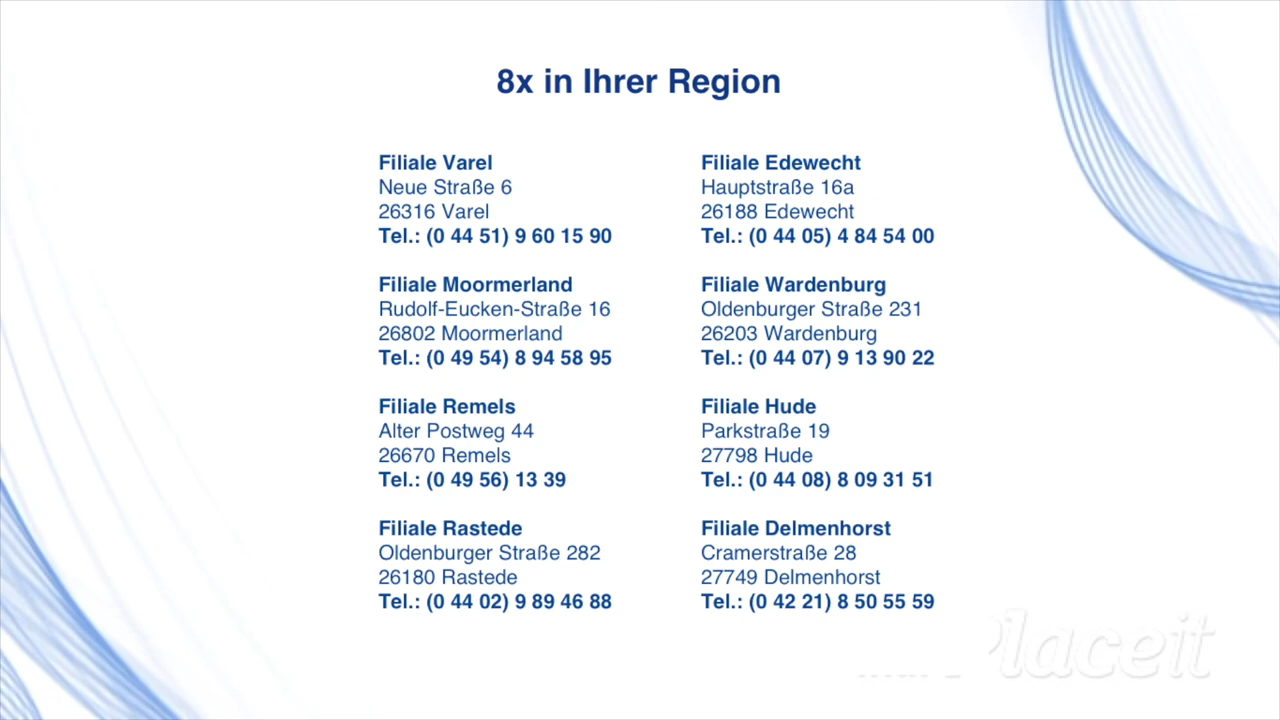 8x in Ihrer Region
Filiale Varel
Neue Straße 6
26316 Varel
Tel.: (0 44 51) 9 60 15 90
Filiale Moormerland
Rudolf-Eucken-Straße 16
26802 Moormerland
Tel.: (0 49 54) 8 94 58 95
Filiale Remels
Alter Postweg 44
26670 Remels
Tel.: (0 49 56) 13 39
Filiale Rastede
Oldenburger Straße 282
26180 Rastede
Tel.: (0 44 02) 9 89 46 88
Filiale Edewecht
Hauptstraße 16a
26188 Edewecht
Tel.: (0 44 05) 4 84 54 00
Filiale Wardenburg
Oldenburger Straße 231
26203 Wardenburg
Tel.: (0 44 07) 9 13 90 22
Filiale Hude
Parkstraße 19
27798 Hude
Tel.: (0 44 08) 8 09 31 51
Filiale Delmenhorst
Cramerstraße 28
27749 Delmenhorst
Tel.: (0 42 21) 8 50 55 59
Placeit